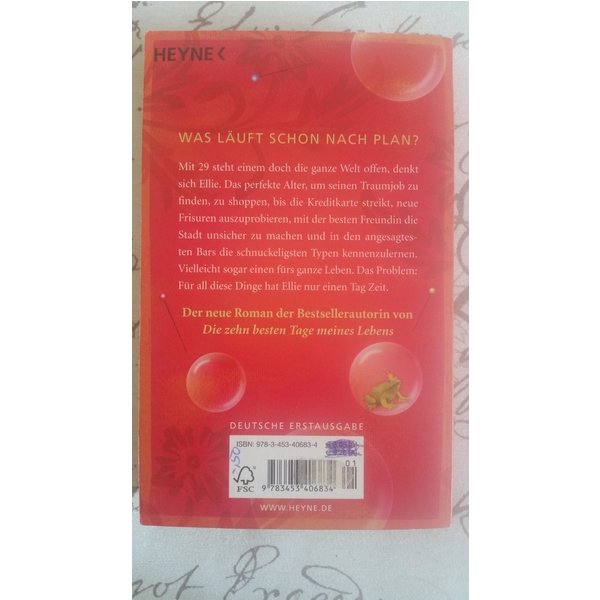 HEYNE<
WAS LÄUFT SCHON NACH PLAN?
Mit 29 steht einem doch die ganze Welt offen, denkt
sich Ellie. Das perfekte Alter, um seinen Traumjob zu
finden, zu shoppen, bis die Kreditkarte streikt, neue
Frisuren auszuprobieren, mit der besten Freundin die
Stadt unsicher zu machen und in den angesagtes-
ten Bars die schnuckeligsten Typen kennenzulernen.
Vielleicht sogar einen fürs ganze Leben. Das Problem:
Für all diese Dinge hat Ellie nur einen Tag Zeit.
Der neue Roman der Bestsellerautorin von
Die zehn besten Tage meines Lebens
DEUTSCHE ERSTAUSGABE
ISBN: 978-3-453-40683-4
-,50
01
FSC
9 783453 406834
WWW.HEYNE.DE